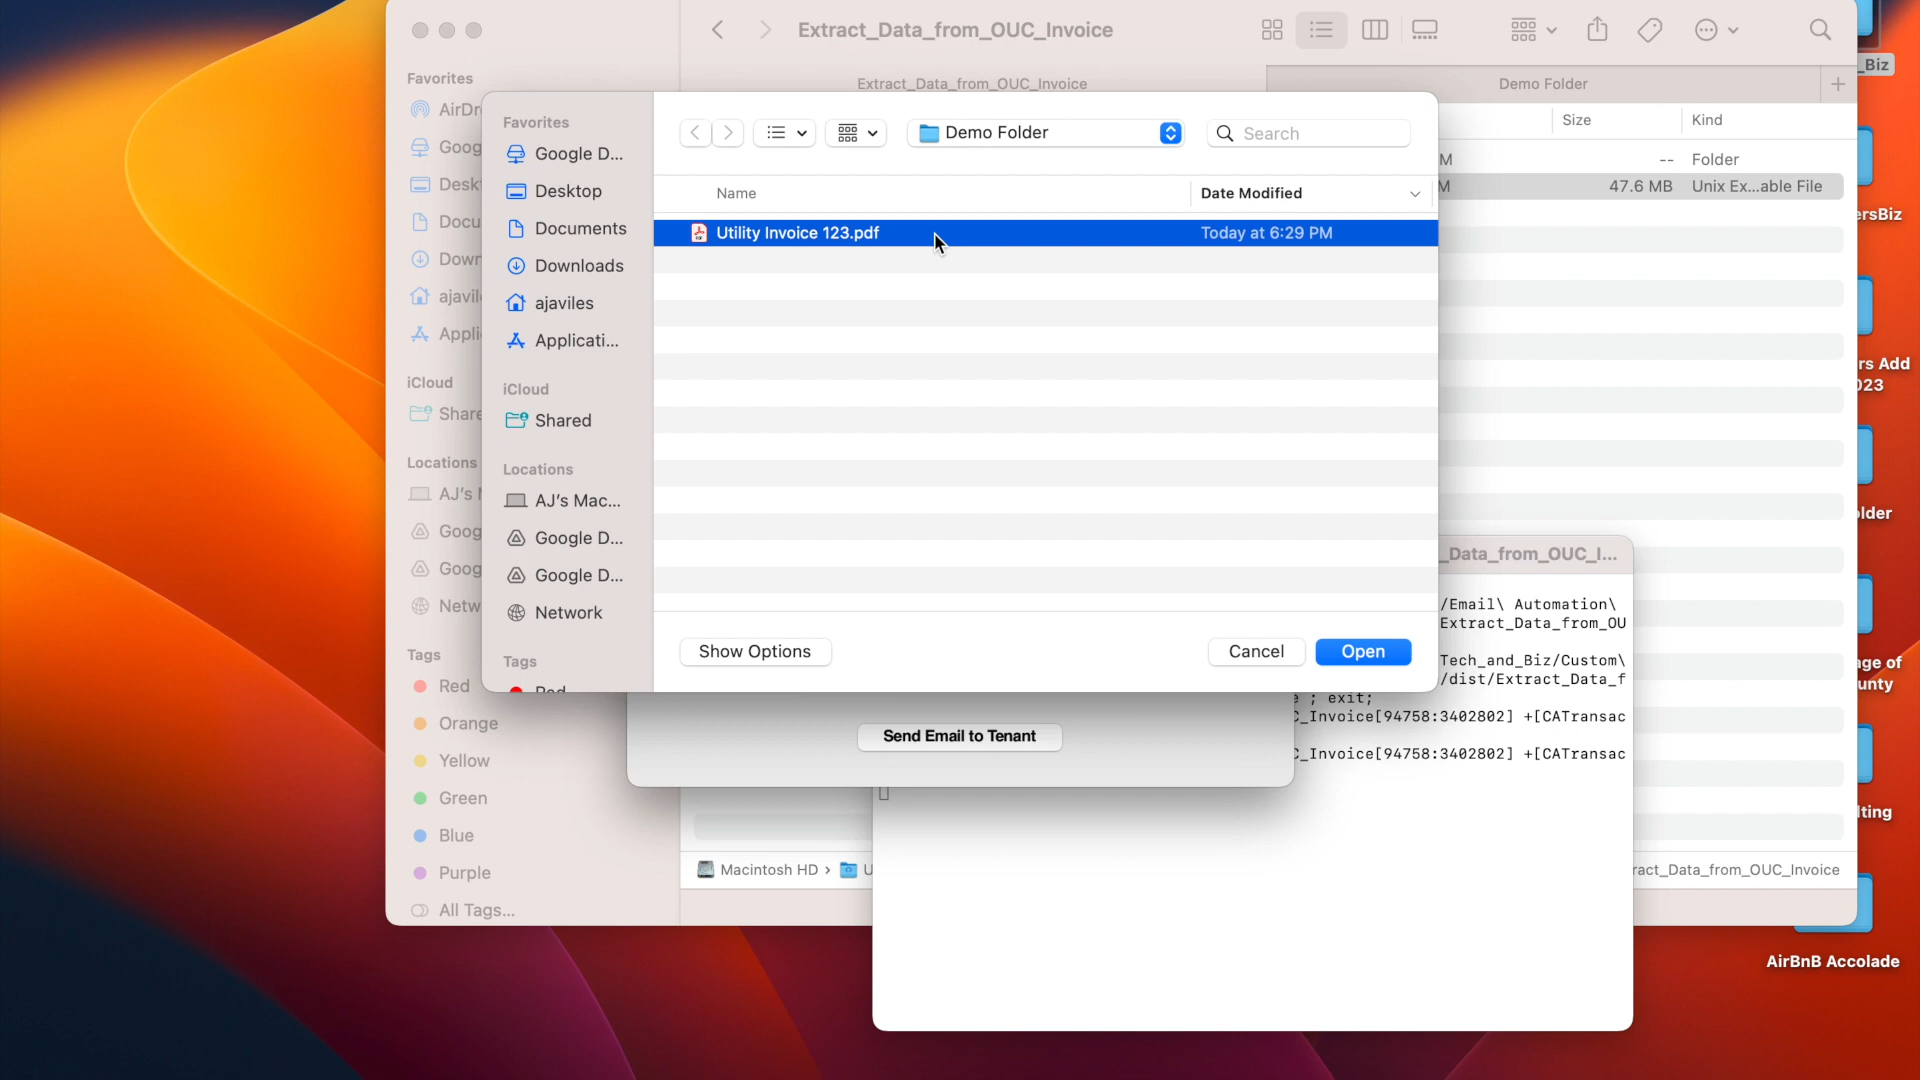 Extract_Data_from_OUC_Invoice
Extract_Data_from_OUC_Invoice
Demo Folder
Favorites
AirDr
Goog
Desk
Docu
Down
ajavil
Appli
iCloud
Share
Locations
AJ's
Goog
Goog
Netw
Tags
Red
Orange
Yellow
Green
Blue
Purple
All Tags...
Favorites
Google D...
Desktop
Documents
Downloads
ajaviles
Applicati...
iCloud
Shared
Locations
AJ's Mac...
Google D...
Google D...
Network
Tags
Red
Demo Folder
Search
Name
Date Modified
Utility Invoice 123.pdf
Today at 6:29 PM
Show Options
Cancel
Open
Size
Kind
M
--
Folder
M
47.6 MB
Unix Ex...able File
_Data_from_OUC_I...
/Email\ Automation\
Extract_Data_from_OU
Tech_and_Biz/Custom\
/dist/Extract_Data_f
e ; exit;
C_Invoice[94758:3402802] +[CATransac
C_Invoice[94758:3402802] +[CATransac
Send Email to Tenant
Macintosh HD › U
ract_Data_from_OUC_Invoice
_Biz
ersBiz
rs Add
023
older
age of
unty
lting
AirBnB Accolade